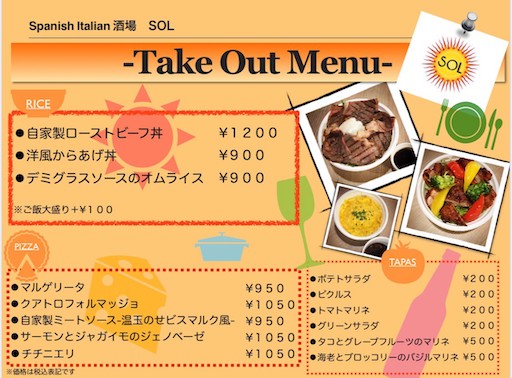 Spanish Italian 酒場　SOL
-Take Out Menu-
SOL
RICE
●自家製ローストビーフ丼　￥１２００
●洋風からあげ丼　￥９００
●デミグラスソースのオムライス　￥９００
※ご飯大盛り＋￥１００
PIZZA
●マルゲリータ　￥９５０
●クアトロフォルマッジョ　￥１０５０
●自家製ミートソース-温玉のせビスマルク風-　￥９５０
●サーモンとジャガイモのジェノベーゼ　￥１０５０
●チチニエリ　￥１０５０
※価格は税込表記です
TAPAS
●ポテトサラダ　￥２００
●ピクルス　￥２００
●トマトマリネ　￥２００
●グリーンサラダ　￥２００
●タコとグレープフルーツのマリネ　￥５００
●海老とブロッコリーのバジルマリネ　￥５００